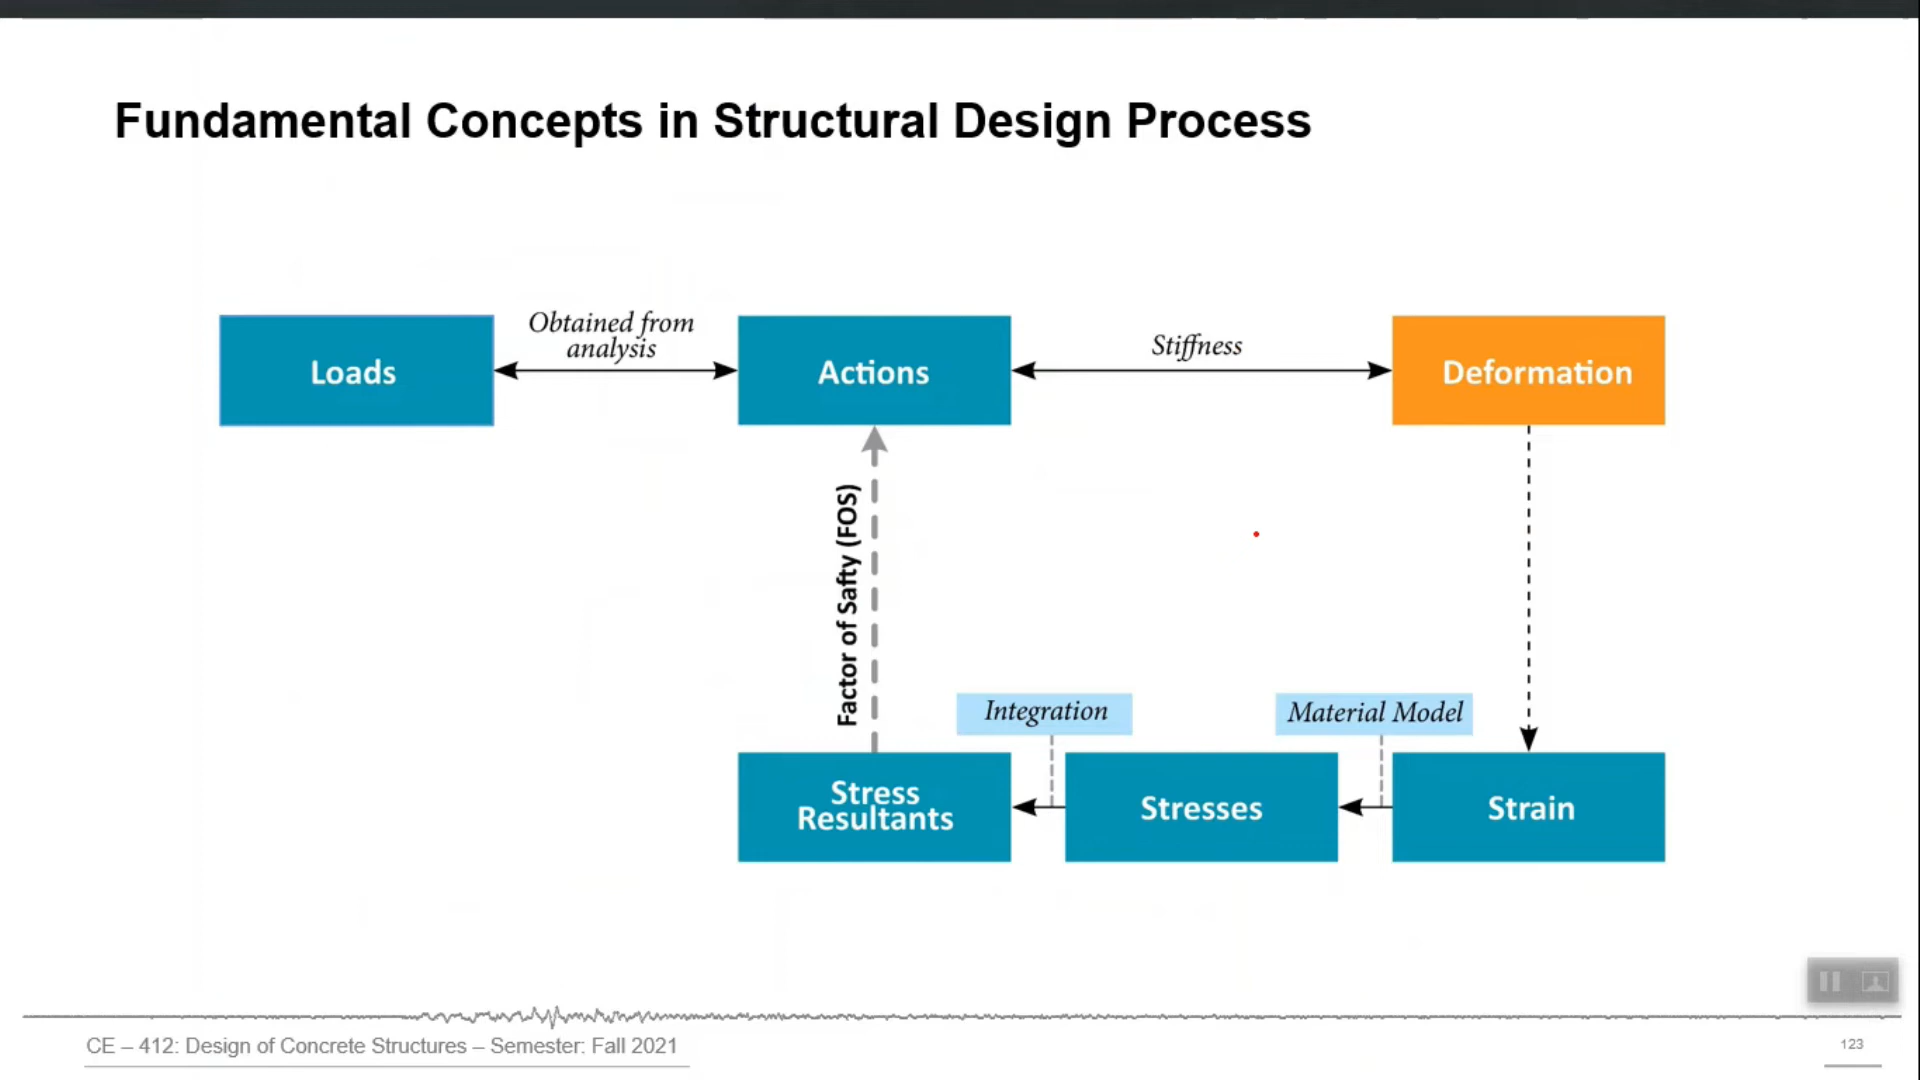 Fundamental Concepts in Structural Design Process
Loads
Obtained from
analysis
Actions
Stiffness
Deformation
Factor of Safty (FOS)
Integration
Material Model
Stress
Resultants
Stresses
Strain
CE – 412: Design of Concrete Structures – Semester: Fall 2021
123